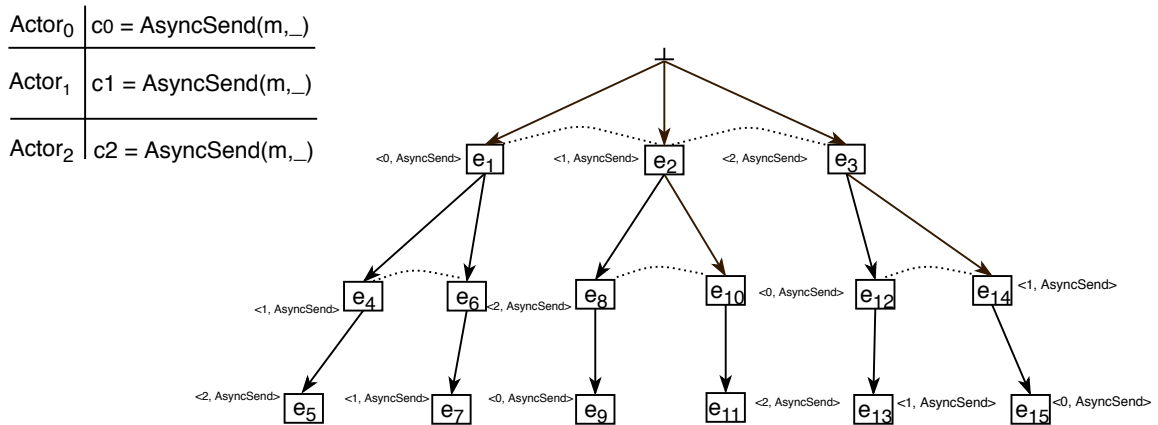 Actor0 c0 = AsyncSend(m,_)
Actor1 c1 = AsyncSend(m,_)
Actor2 c2 = AsyncSend(m,_)
<0, AsyncSend> e1 <1, AsyncSend> e2 <2, AsyncSend> e3
<1, AsyncSend> e4 e6 <2, AsyncSend> e8 e10 <0, AsyncSend> e12 e14 <1, AsyncSend>
<2, AsyncSend> e5 <1, AsyncSend> e7 <0, AsyncSend> e9 e11 <2, AsyncSend> e13 <1, AsyncSend> e15 <0, AsyncSend>